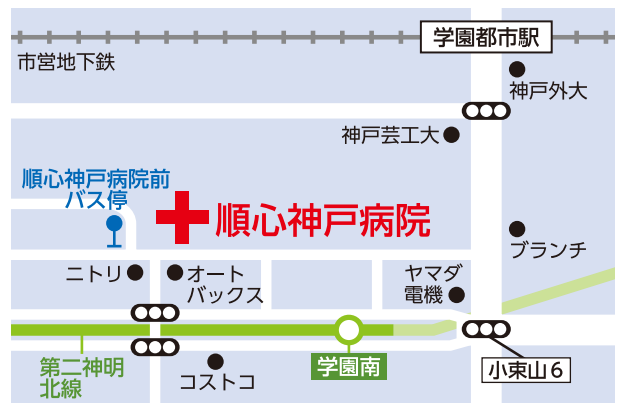 学園都市駅
市営地下鉄
神戸外大
神戸芸工大
順心神戸病院前
バス停
順心神戸病院
ブランチ
ニトリ
オート
バックス
ヤマダ
電機
第二神明
北線
学園南
コストコ
小束山6